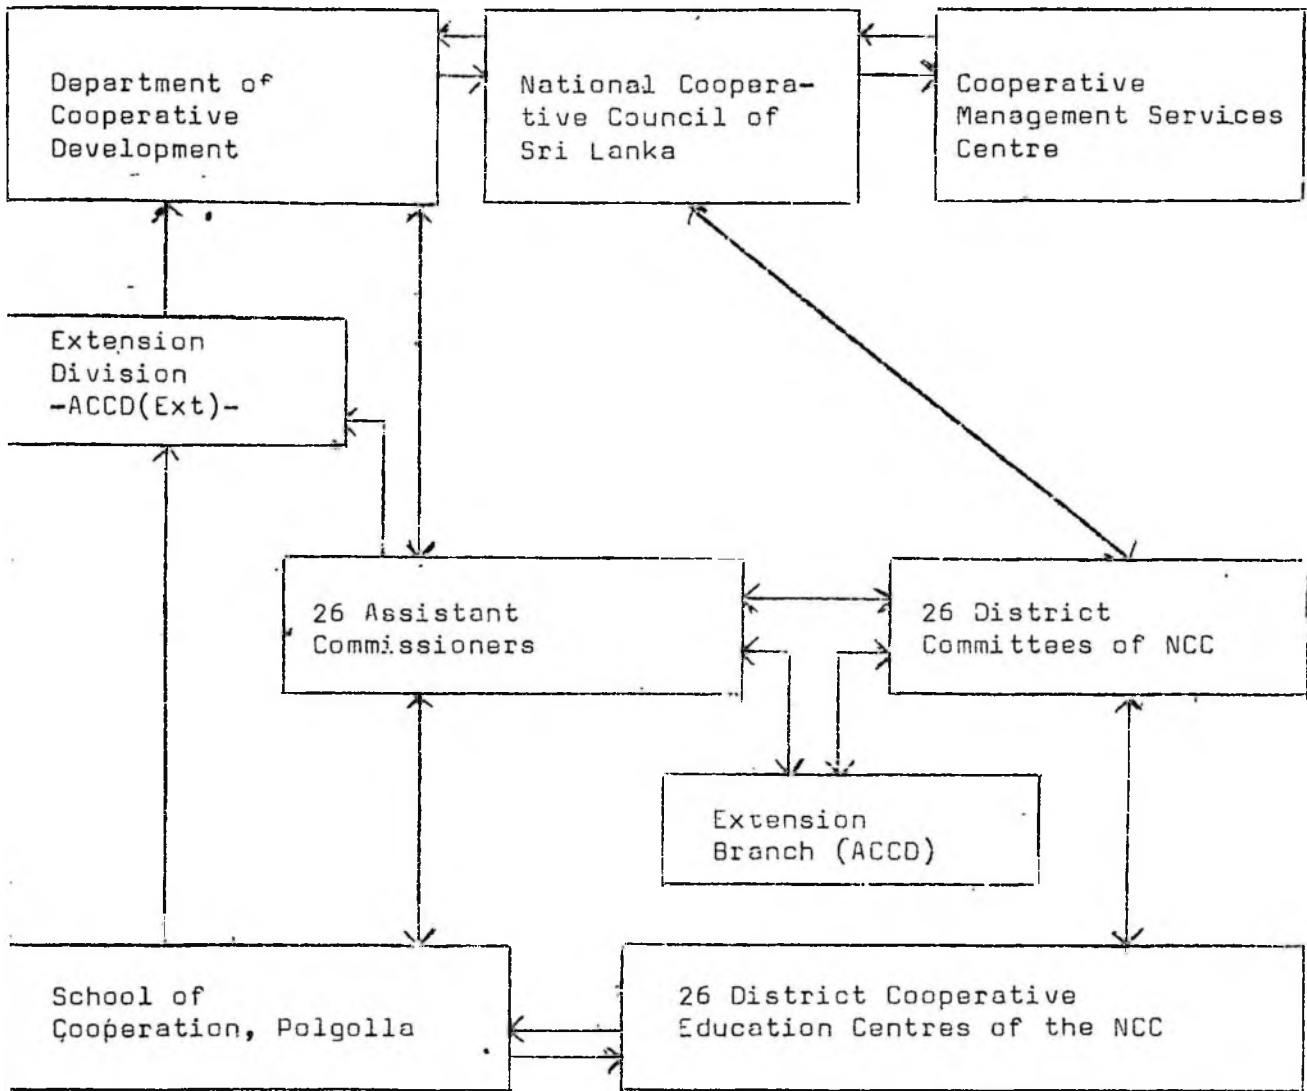 Department of
Cooperative
Development
National Coopera-
tive Council of
Sri Lanka
Cooperative
Management Services
Centre
Extension
Division
-ACCD(Ext)-
26 Assistant
Commissioners
26 District
Committees of NCC
Extension
Branch (ACCD)
School of
Cooperation, Polgolla
26 District Cooperative
Education Centres of the NCC